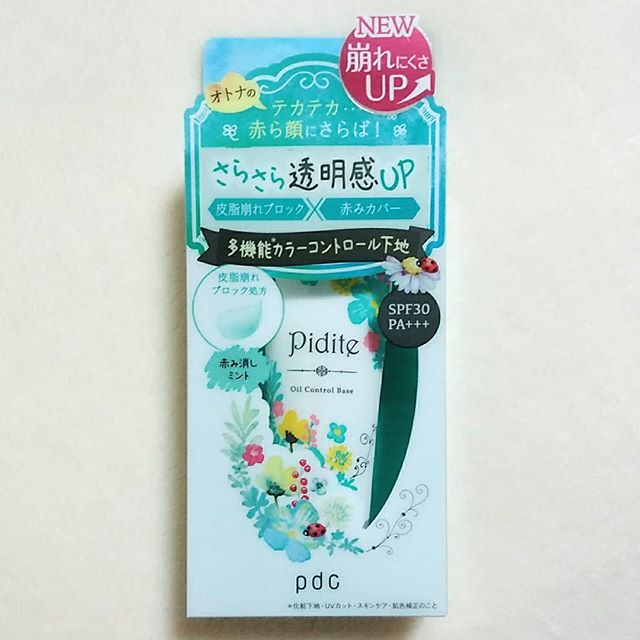 NEW
崩れにくさ
UP
オトナの
テカテカ・・・
赤ら顔にさらば!
さらさら透明感UP
皮脂崩れブロック×赤みカバー
多機能*カラーコントロール下地
皮脂崩れ
ブロック処方
SPF30
PA+++
赤み消し
ミント
Pidite
Oil Control Base
pdc
*化粧下地・UVカット・スキンケア・肌色補正のこと